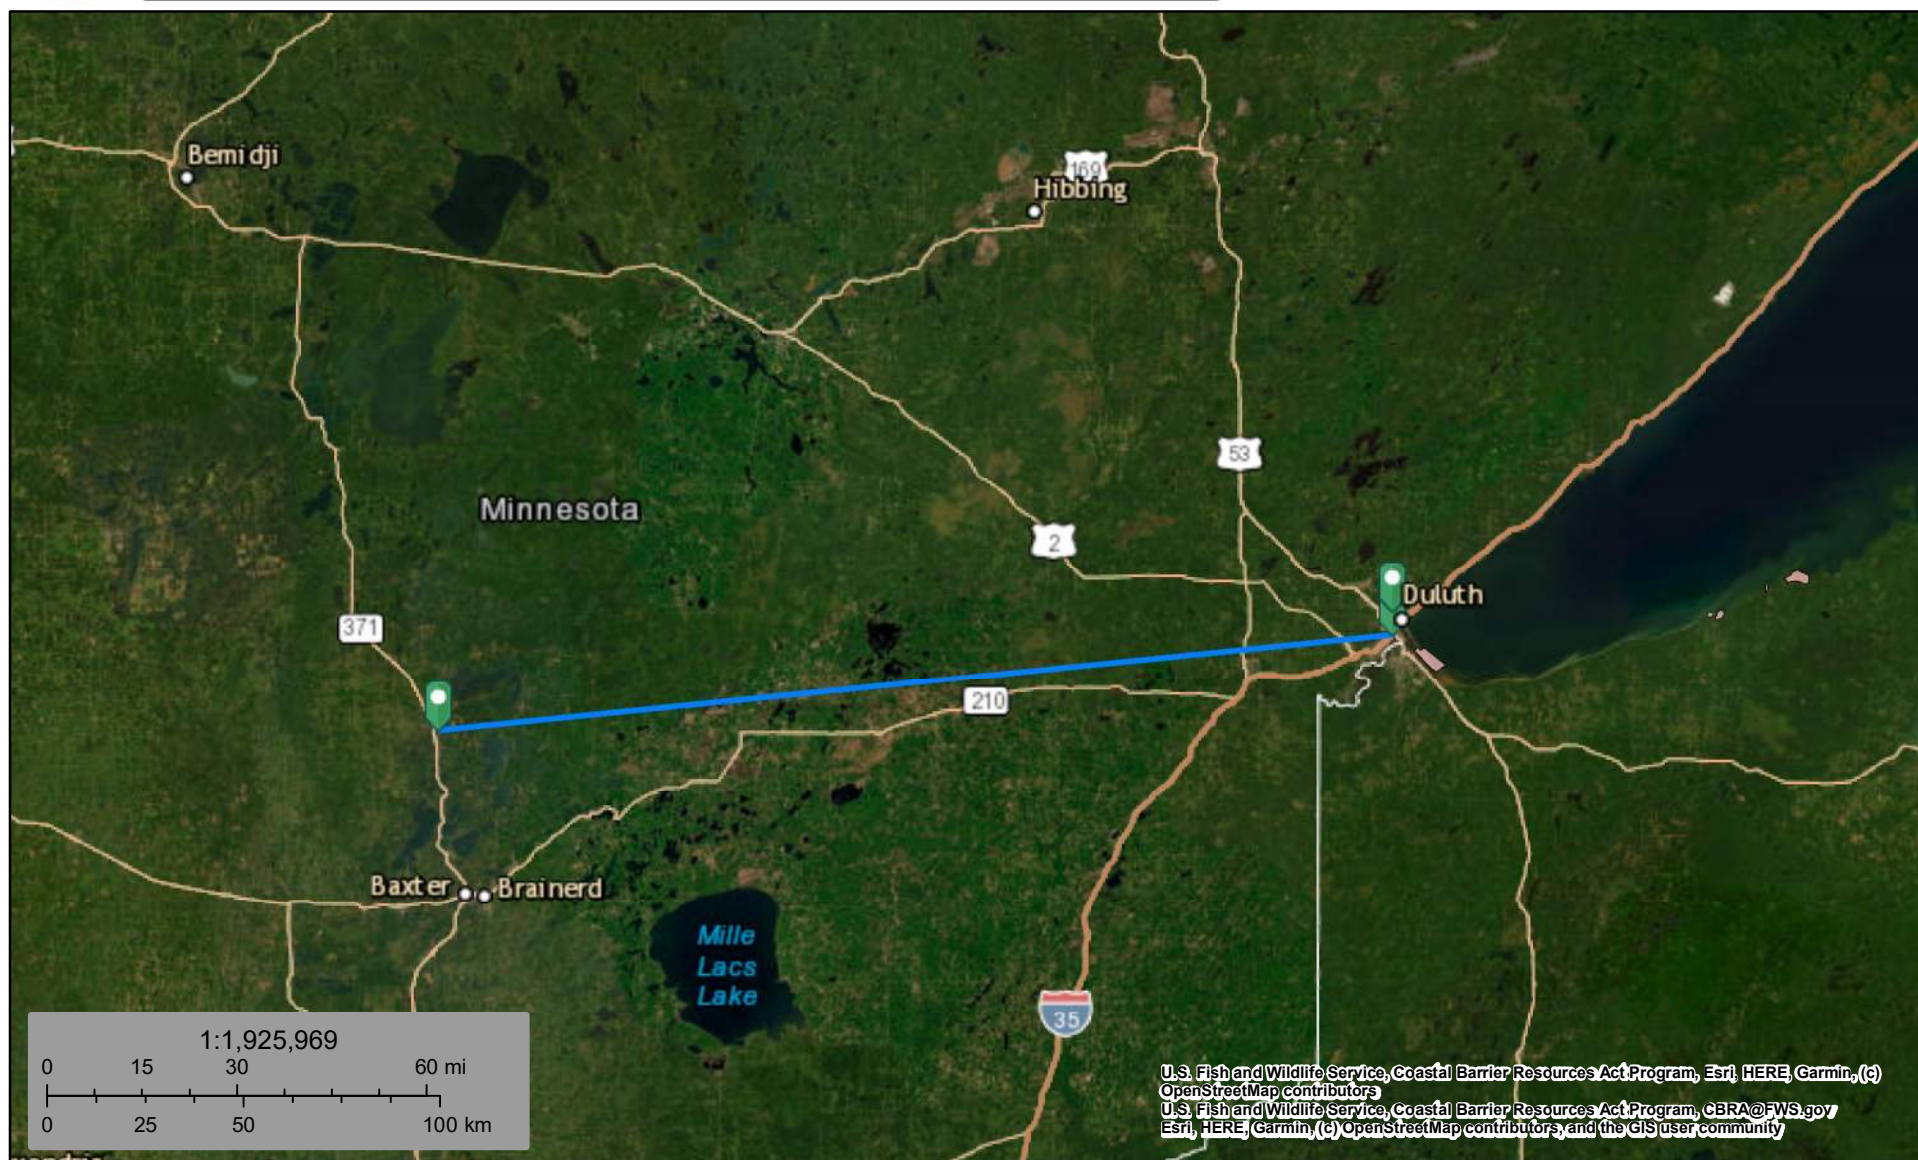 Bemidji
169
Hibbing
53
Minnesota
2
Duluth
371
210
Baxter
Brainerd
Mille
Lacs
Lake
35
1:1,925,969
0 15 30 60 mi
0 25 50 100 km
U.S. Fish and Wildlife Service, Coastal Barrier Resources Act Program, Esri, HERE, Garmin, (c)
OpenStreetMap contributors
U.S. Fish and Wildlife Service, Coastal Barrier Resources Act Program, CBRA@FWS.gov
Esri, HERE, Garmin, (c) OpenStreetMap contributors, and the GIS user community